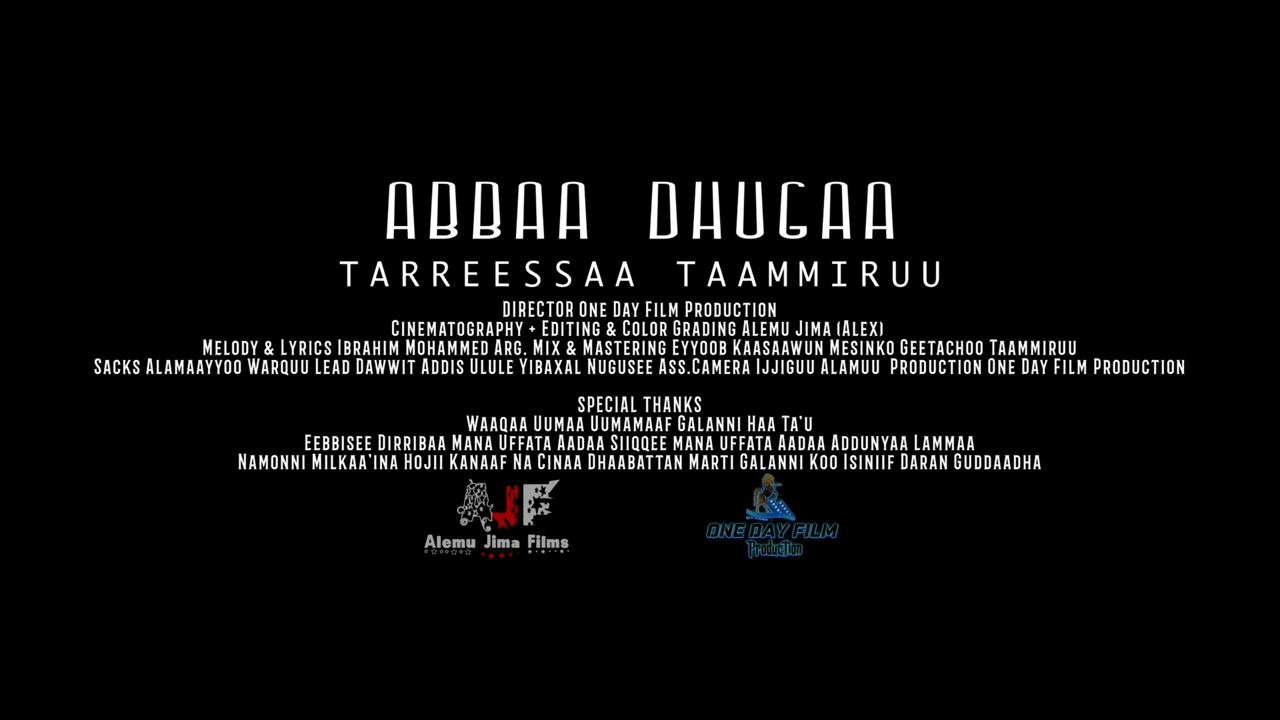 ABBAA DHUGAA
TARREESSAA TAAMMIRUU
DIRECTOR One Day Film Production
Cinematography + Editing & Color Grading Alemu Jima (Alex)
Melody & Lyrics Ibrahim Mohammed Arg. Mix & Mastering Eyyoob Kaasaawun Mesinko Geetachoo Taammiruu
Sacks Alamaayyoo Warquu Lead Dawwit Addis Ulule Yibaxal Nugusee Ass.Camera Ijjiguu Alamuu Production One Day Film Production
SPECIAL THANKS
Waaqaa Uumaa Uumamaaf Galanni Haa Ta'u
Eebbisee Dirribaa Mana Uffata Aadaa Siiqqee mana uffata Aadaa Addunyaa Lammaa
Namonni Milkaa'ina Hojii Kanaaf Na Cinaa Dhaabattan Marti Galanni Koo Isiniif Daran Guddaadha
AJF
Alemu Jima Films
ONE DAY FILM
Production